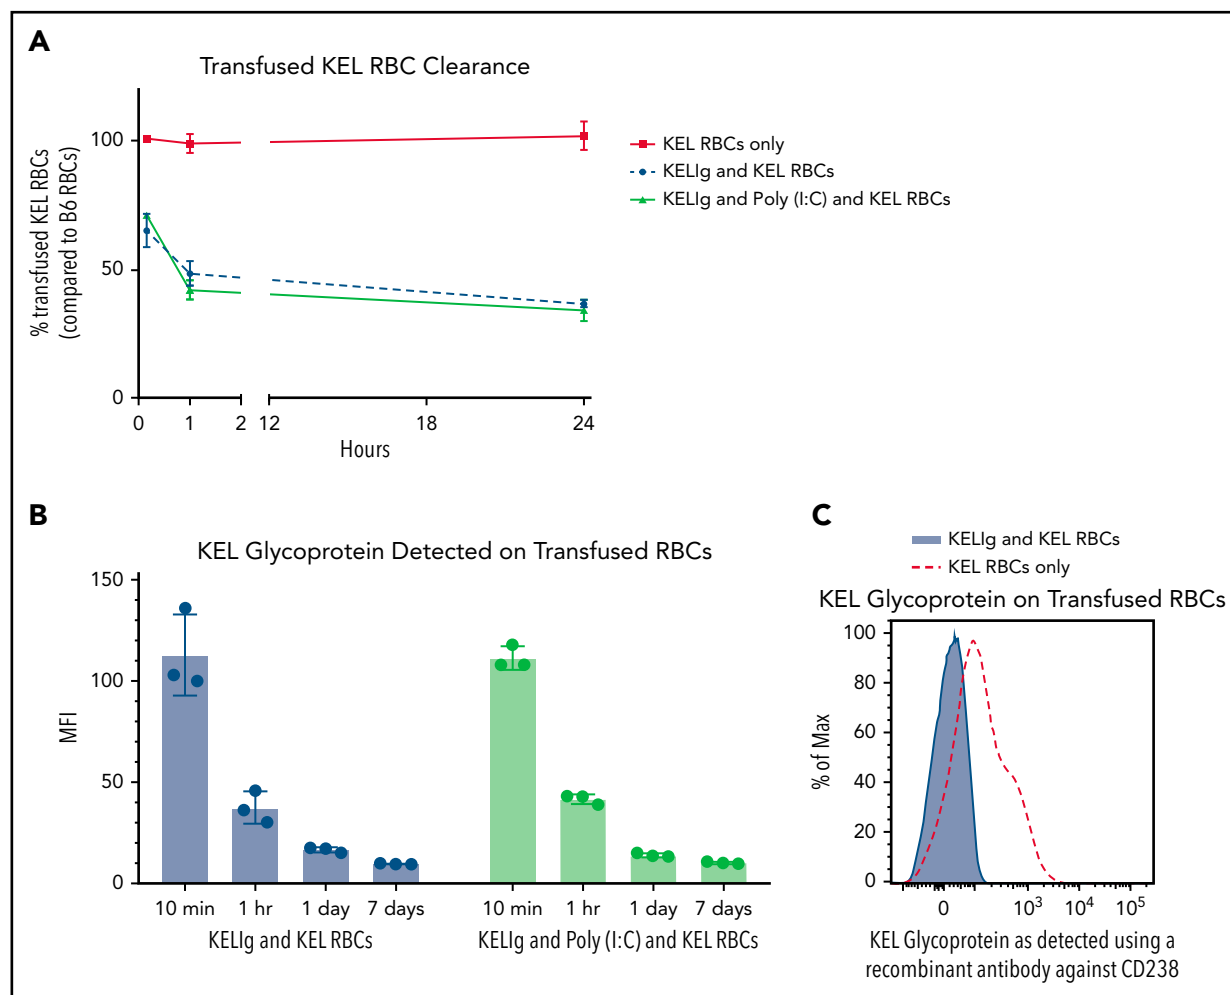 A
Transfused KEL RBC Clearance
% transfused KEL RBCs
(compared to B6 RBCs)
100
50
0
0 1 2 12 18 24
Hours
KEL RBCs only
KELIg and KEL RBCs
KELIg and Poly (I:C) and KEL RBCs
B
KEL Glycoprotein Detected on Transfused RBCs
MFI
150
100
50
0
10 min 1 hr 1 day 7 days 10 min 1 hr 1 day 7 days
KELIg and KEL RBCs KELIg and Poly (I:C) and KEL RBCs
C
KELIg and KEL RBCs
KEL RBCs only
KEL Glycoprotein on Transfused RBCs
% of Max
100
80
60
40
20
0
0 10³ 10⁴ 10⁵
KEL Glycoprotein as detected using a
recombinant antibody against CD238